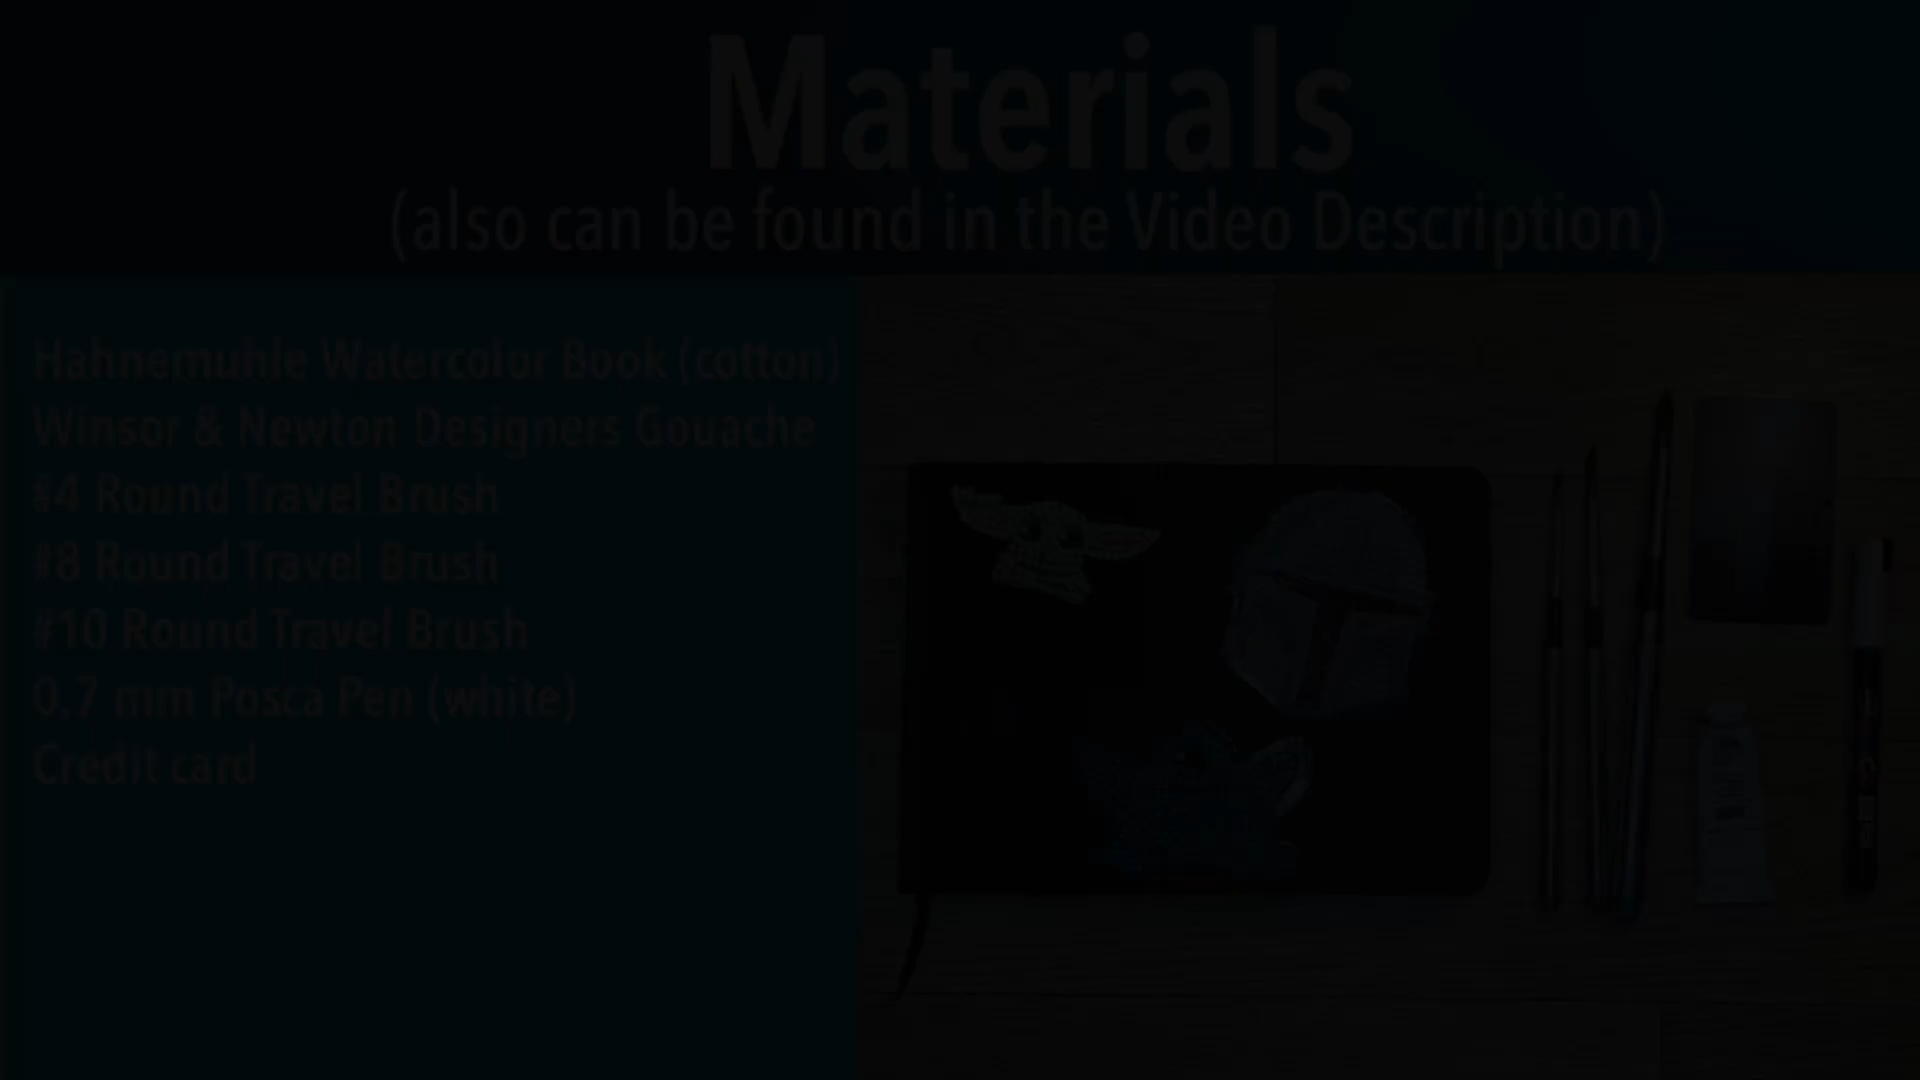 Materials
(also can be found in the Video Description)
Hahnemuhle Watercolor Book (cotton)
Winsor & Newton Designers Gouache
#4 Round Travel Brush
#8 Round Travel Brush
#10 Round Travel Brush
0.7 mm Posca Pen (white)
Credit card